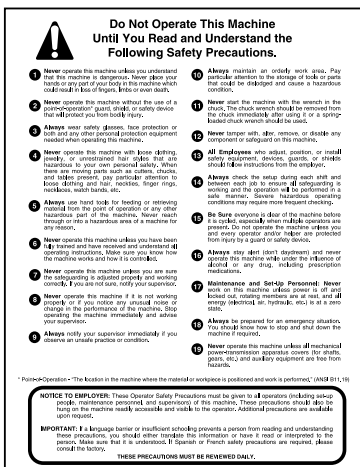 Do Not Operate This Machine
Until You Read and Understand the
Following Safety Precautions.
1 Never operate this machine unless you understand
that this machine is dangerous. Never place your
hands or any part of your body in this machine which
could result in loss of fingers, limbs or even death.
2 Never operate this machine without the use of a
point-of-operation* guard, shield, or safety device
that will protect you from bodily injury.
3 Always wear safety glasses, face protection or
both and any other personal protection equipment
needed when operating this machine.
4 Never operate this machine with loose clothing,
jewelry, or unrestrained hair styles that are
hazardous to your own personal safety. When
there are moving parts such as cutters, chucks,
and tables present, pay particular attention to
loose clothing and hair, neckties, finger rings,
necklaces, watch bands, etc.
5 Always use hand tools for feeding or retrieving
material from the point of operation or any other
hazardous part of the machine. Never reach
through or into a hazardous area of a machine for
any reason.
6 Never operate this machine unless you have been
fully trained and have received and understand all
operating instructions. Make sure you know how
the machine works and how it is controlled.
7 Never operate this machine unless you are sure
the safeguarding is adjusted properly and working
correctly. If you are not sure, notify your supervisor.
8 Never operate this machine if it is not working
properly or if you notice any unusual noise or
change in the performance of the machine. Stop
operating the machine immediately and advise
your supervisor.
9 Always notify your supervisor immediately if you
observe an unsafe practice or condition.
10 Always maintain an orderly work area. Pay
particular attention to the storage of tools or parts
that could be dislodged and cause a hazardous
condition.
11 Never start the machine with the wrench in the
chuck. The chuck wrench should be removed from
the chuck immediately after using it or a spring-
loaded chuck wrench should be used.
12 Never tamper with, alter, remove, or disable any
component or safeguard on this machine.
13 All Employees who adjust, position, or install
safety equipment, devices, guards, or shields
should follow instructions from the employer.
14 Always check the setup during each shift and
between each job to ensure all safeguarding is
working and the operation will be performed in a
safe manner. Severe hazardous operating
conditions may require more frequent checking.
15 Be Sure everyone is clear of the machine before
it is cycled, especially when multiple operators are
present. Do not operate the machine unless you
and every operator and/or helper are protected
from injury by a guard or safety device.
16 Always stay alert (don't daydream) and never
operate this machine while under the influence of
alcohol or any drug, including prescription
medications.
17 Maintenance and Set-Up Personnel: Never
work on this machine unless power is off and
locked out, rotating members are at rest, and all
energy (electrical, air, hydraulic, etc.) is at a zero
state.
18 Always be prepared for an emergency situation.
You should know how to stop and shut down the
machine if required.
19 Never operate this machine unless all mechanical
power-transmission apparatus covers (for shafts,
gears, etc.) and auxiliary equipment are free from
hazards.
* Point-of-Operation - "The location in the machine where the material or workpiece is positioned and work is performed," (ANSI B11.19)
NOTICE TO EMPLOYER: These Operator Safety Precautions must be given to all operators (including set-up
people, maintenance personnel, and supervisors) of this machine. These precautions should also be
hung on the machine readily accessible and visible to the operator. Additional precautions are available
upon request.
IMPORTANT: If a language barrier or insufficient schooling prevents a person from reading and understanding
these precautions, you should either translate this information or have it read or interpreted to the
person. Make sure that it is understood. If Spanish or French safety precautions are required, please
consult the factory.
THESE PRECAUTIONS MUST BE REVIEWED DAILY.